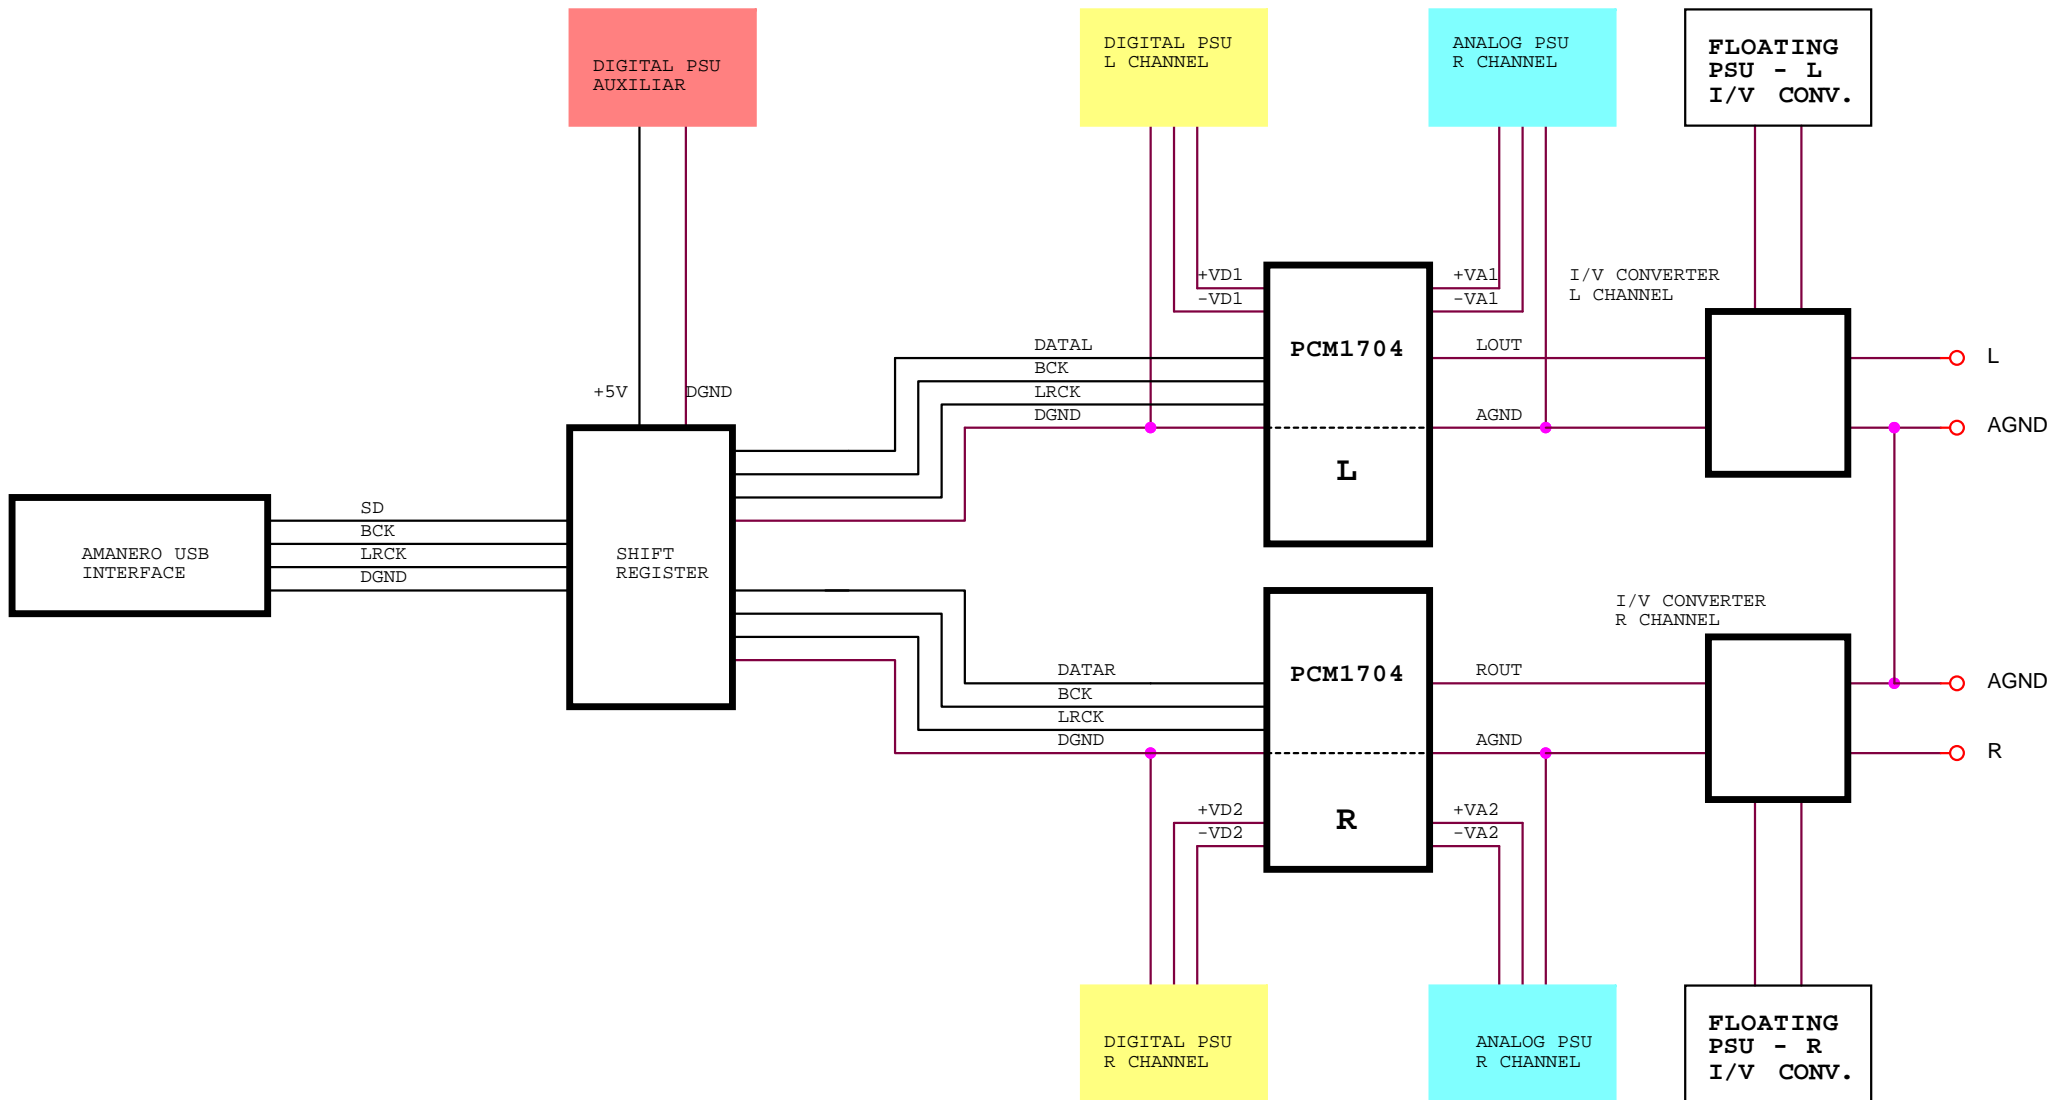 DIGITAL PSU
AUXILIAR
DIGITAL PSU
L CHANNEL
ANALOG PSU
R CHANNEL
FLOATING
PSU - L
I/V CONV.
+5V
DGND
+VD1
-VD1
+VA1
-VA1
I/V CONVERTER
L CHANNEL
DATAL
BCK
LRCK
DGND
PCM1704
L
LOUT
AGND
L
AGND
AMANERO USB
INTERFACE
SD
BCK
LRCK
DGND
SHIFT
REGISTER
I/V CONVERTER
R CHANNEL
DATAR
BCK
LRCK
DGND
PCM1704
R
ROUT
AGND
AGND
R
+VD2
-VD2
+VA2
-VA2
DIGITAL PSU
R CHANNEL
ANALOG PSU
R CHANNEL
FLOATING
PSU - R
I/V CONV.